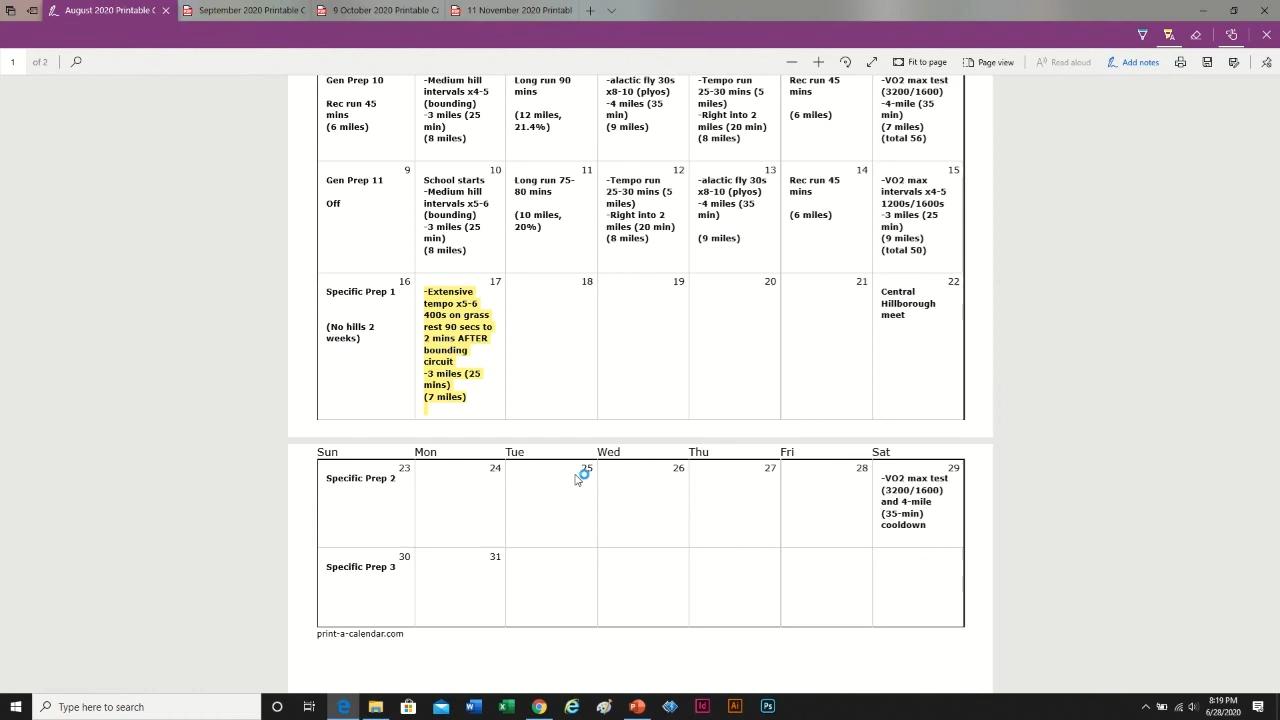 August 2020 Printable C
September 2020 Printable C
9 October 2020 Printable Ca
11 November 2020 Printabl
1 of 2
Fit to page
Page view
Read aloud
Add notes
Gen Prep 10
Rec run 45
mins
(6 miles)
-Medium hill
intervals x4-5
(bounding)
-3 miles (25
min)
(8 miles)
Long run 90
mins
(12 miles,
21.4%)
-alactic fly 30s
x8-10 (plyos)
-4 miles (35
min)
(9 miles)
-Tempo run
25-30 mins (5
miles)
-Right into 2
miles (20 min)
(8 miles)
Rec run 45
mins
(6 miles)
-VO2 max test
(3200/1600)
-4-mile (35
min)
(7 miles)
(total 56)
9
Gen Prep 11
Off
10
School starts
-Medium hill
intervals x5-6
(bounding)
-3 miles (25
min)
(8 miles)
11
Long run 75-
80 mins
(10 miles,
20%)
12
-Tempo run
25-30 mins (5
miles)
-Right into 2
miles (20 min)
(8 miles)
13
-alactic fly 30s
x8-10 (plyos)
-4 miles (35
min)
(9 miles)
14
Rec run 45
mins
(6 miles)
15
-VO2 max
intervals x4-5
1200s/1600s
-3 miles (25
min)
(9 miles)
(total 50)
16
Specific Prep 1
(No hills 2
weeks)
17
-Extensive
tempo x5-6
400s on grass
rest 90 secs to
2 mins AFTER
bounding
circuit
-3 miles (25
mins)
(7 miles)
18
19
20
21
22
Central
Hillborough
meet
Sun Mon Tue Wed Thu Fri Sat
23
Specific Prep 2
24
25
26
27
28
29
-VO2 max test
(3200/1600)
and 4-mile
(35-min)
cooldown
30
Specific Prep 3
31
print-a-calendar.com
Type here to search
8:19 PM
6/28/2020